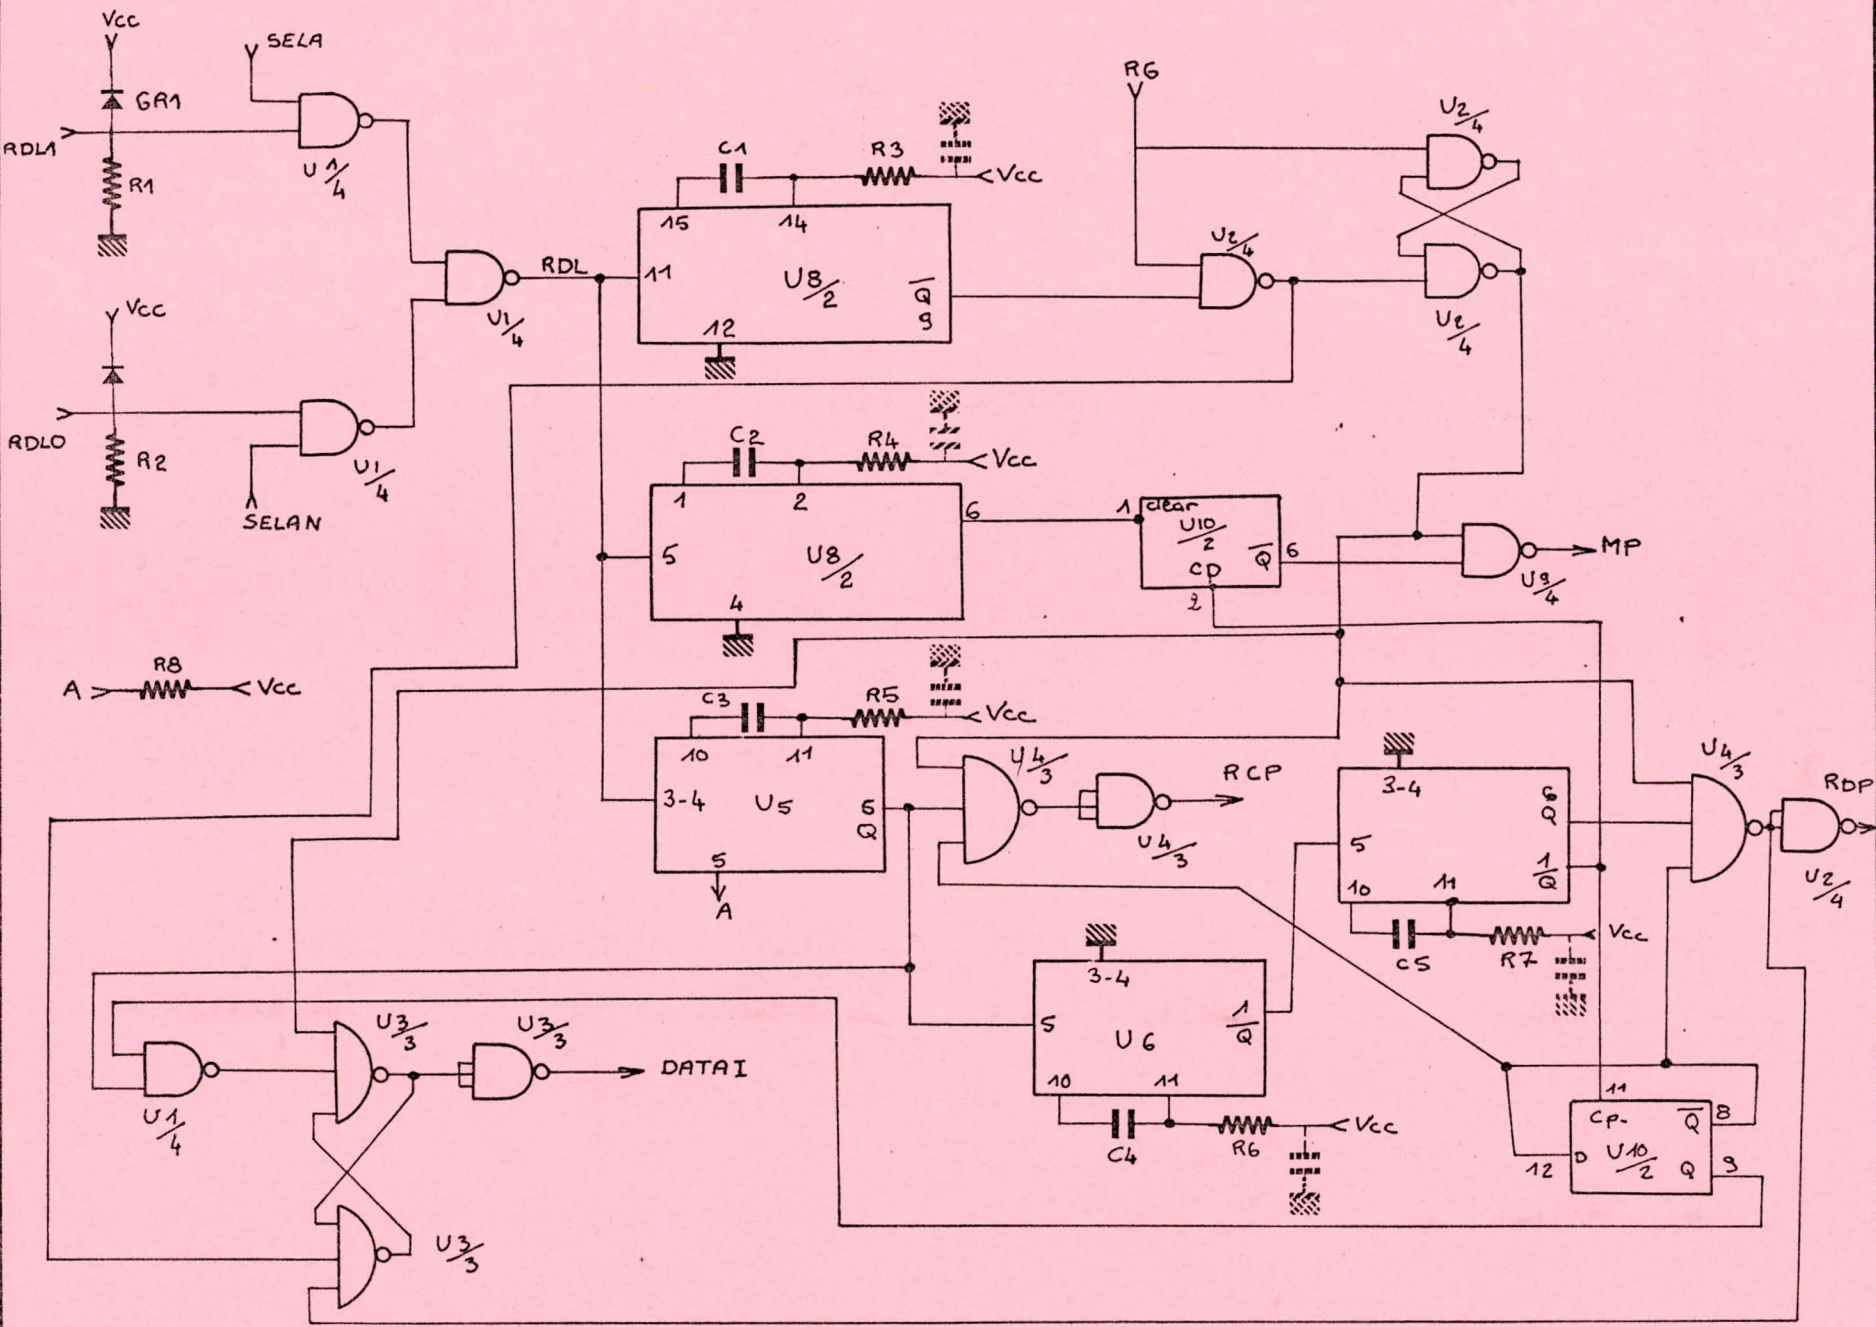 Vcc
SELA
GR1
RDL1
R1
U1/4
C1
R3
Vcc
15
14
11
U8/2
Q
9
12
RG
U2/4
U2/4
U2/4
RDL
U1/4
Vcc
RDL0
R2
U1/4
SELAN
C2
R4
Vcc
1
2
5
U8/2
6
4
1
clear
U10/2
Q
6
CD
2
MP
U9/4
A
R8
Vcc
C3
R5
Vcc
10
11
3-4
U5
6
Q
5
A
U4/3
RCP
U4/3
3-4
6
Q
5
1
Q
10
11
C5
R7
Vcc
U4/3
RDP
U2/4
3-4
5
U6
1
Q
10
11
C4
R6
Vcc
U3/3
U3/3
DATAI
U1/4
U3/3
11
Cp-
Q
8
D
U10/2
Q
9
12